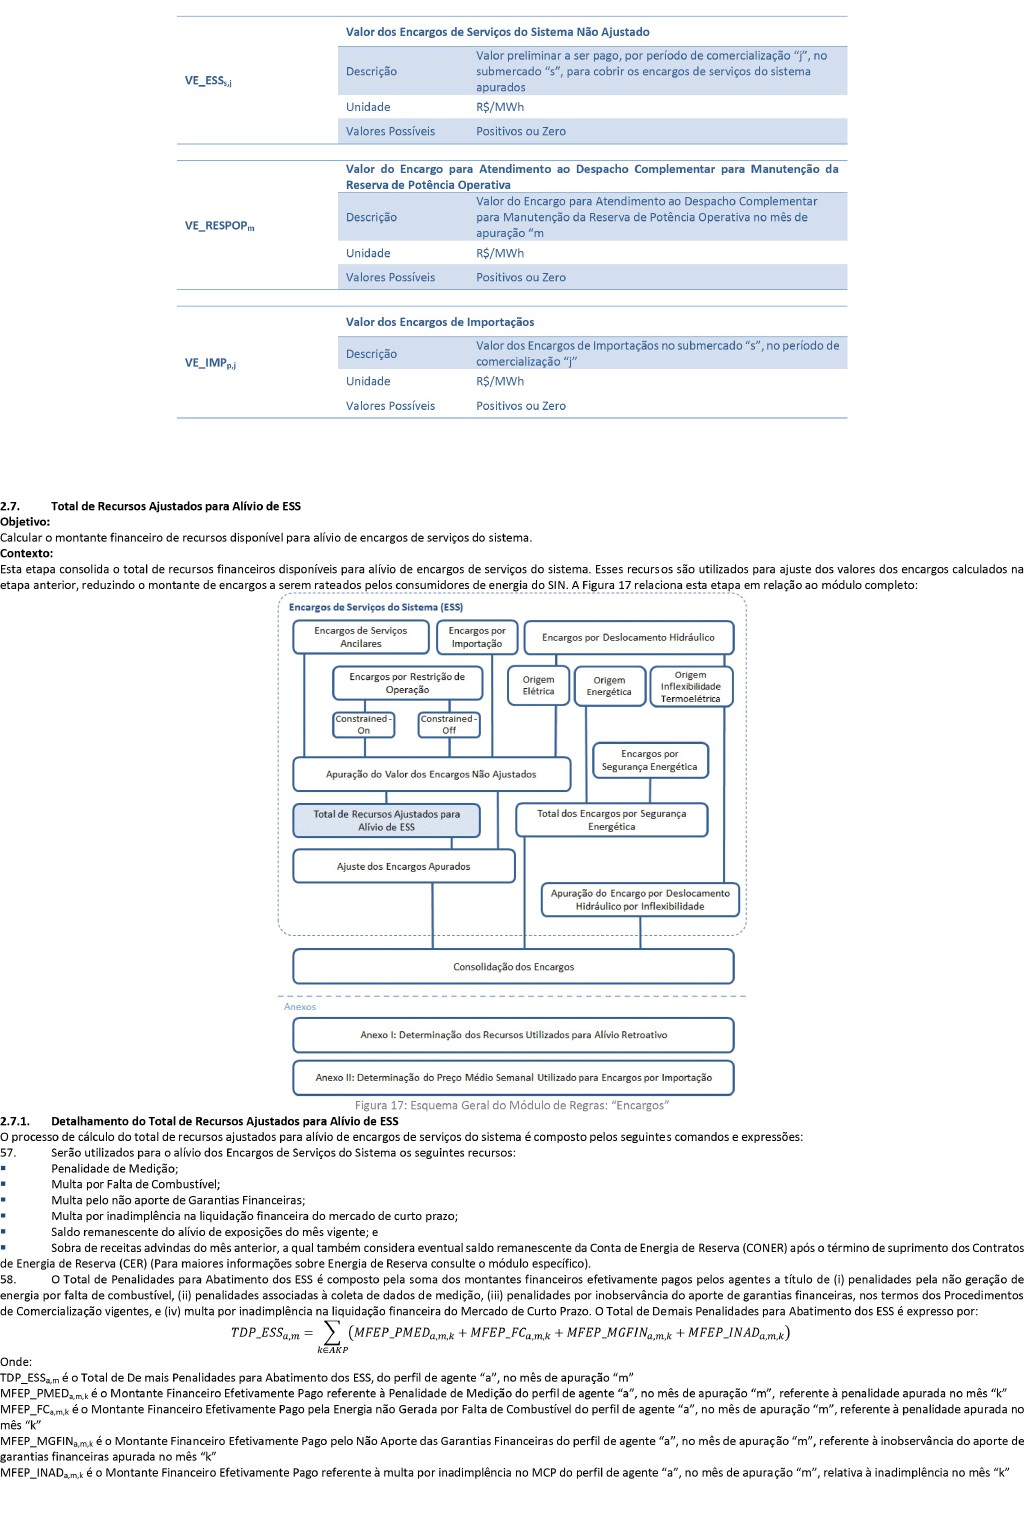 Valor dos Encargos de Serviços do Sistema Não Ajustado
VE_ESSs,j
Descrição
Valor preliminar a ser pago, por período de comercialização “j”, no
submercado “s”, para cobrir os encargos de serviços do sistema
apurados
Unidade R$/MWh
Valores Possíveis Positivos ou Zero
Valor do Encargo para Atendimento ao Despacho Complementar para Manutenção da
Reserva de Potência Operativa
VE_RESPOPm
Descrição
Valor do Encargo para Atendimento ao Despacho Complementar
para Manutenção da Reserva de Potência Operativa no mês de
apuração “m
Unidade R$/MWh
Valores Possíveis Positivos ou Zero
Valor dos Encargos de Importaçãos
VE_IMPp,j
Descrição
Valor dos Encargos de Importaçãos no submercado “s”, no período de
comercialização “j”
Unidade R$/MWh
Valores Possíveis Positivos ou Zero
2.7. Total de Recursos Ajustados para Alívio de ESS
Objetivo:
Calcular o montante financeiro de recursos disponível para alívio de encargos de serviços do sistema.
Contexto:
Esta etapa consolida o total de recursos financeiros disponíveis para alívio de encargos de serviços do sistema. Esses recursos são utilizados para ajuste dos valores dos encargos calculados na
etapa anterior, reduzindo o montante de encargos a serem rateados pelos consumidores de energia do SIN. A Figura 17 relaciona esta etapa em relação ao módulo completo:
Encargos de Serviços do Sistema (ESS)
Encargos de Serviços
Ancilares
Encargos por
Importação
Encargos por Deslocamento Hidráulico
Encargos por Restrição de
Operação
Origem
Elétrica
Origem
Energética
Origem
Inflexibilidade
Termoelétrica
Constrained-
On
Constrained-
Off
Encargos por
Segurança Energética
Apuração do Valor dos Encargos Não Ajustados
Total de Recursos Ajustados para
Alívio de ESS
Total dos Encargos por Segurança
Energética
Ajuste dos Encargos Apurados
Apuração do Encargo por Deslocamento
Hidráulico por Inflexibilidade
Consolidação dos Encargos
Anexos
Anexo I: Determinação dos Recursos Utilizados para Alívio Retroativo
Anexo II: Determinação do Preço Médio Semanal Utilizado para Encargos por Importação
Figura 17: Esquema Geral do Módulo de Regras: “Encargos”
2.7.1. Detalhamento do Total de Recursos Ajustados para Alívio de ESS
O processo de cálculo do total de recursos ajustados para alívio de encargos de serviços do sistema é composto pelos seguintes comandos e expressões:
57. Serão utilizados para o alívio dos Encargos de Serviços do Sistema os seguintes recursos:
▪ Penalidade de Medição;
▪ Multa por Falta de Combustível;
▪ Multa pelo não aporte de Garantias Financeiras;
▪ Multa por inadimplência na liquidação financeira do mercado de curto prazo;
▪ Saldo remanescente do alívio de exposições do mês vigente; e
▪ Sobra de receitas advindas do mês anterior, a qual também considera eventual saldo remanescente da Conta de Energia de Reserva (CONER) após o término de suprimento dos Contratos
de Energia de Reserva (CER) (Para maiores informações sobre Energia de Reserva consulte o módulo específico).
58. O Total de Penalidades para Abatimento dos ESS é composto pela soma dos montantes financeiros efetivamente pagos pelos agentes a título de (i) penalidades pela não geração de
energia por falta de combustível, (ii) penalidades associadas à coleta de dados de medição, (iii) penalidades por inobservância do aporte de garantias financeiras, nos termos dos Procedimentos
de Comercialização vigentes, e (iv) multa por inadimplência na liquidação financeira do Mercado de Curto Prazo. O Total de Demais Penalidades para Abatimento dos ESS é expresso por:
TDP_ESSa,m = ∑ (MFEP_PMEDa,m,k + MFEP_FCa,m,k + MFEP_MGFINa,m,k + MFEP_INADa,m,k)
k∈AKP
Onde:
TDP_ESSa,m é o Total de De mais Penalidades para Abatimento dos ESS, do perfil de agente “a”, no mês de apuração “m”
MFEP_PMEDa,m,k é o Montante Financeiro Efetivamente Pago referente à Penalidade de Medição do perfil de agente “a”, no mês de apuração “m”, referente à penalidade apurada no mês “k”
MFEP_FCa,m,k é o Montante Financeiro Efetivamente Pago pela Energia não Gerada por Falta de Combustível do perfil de agente “a”, no mês de apuração “m”, referente à penalidade apurada no
mês “k”
MFEP_MGFINa,m,k é o Montante Financeiro Efetivamente Pago pelo Não Aporte das Garantias Financeiras do perfil de agente “a”, no mês de apuração “m”, referente à inobservância do aporte de
garantias financeiras apurada no mês “k”
MFEP_INADa,m,k é o Montante Financeiro Efetivamente Pago referente à multa por inadimplência no MCP do perfil de agente “a”, no mês de apuração “m”, relativa à inadimplência no mês “k”